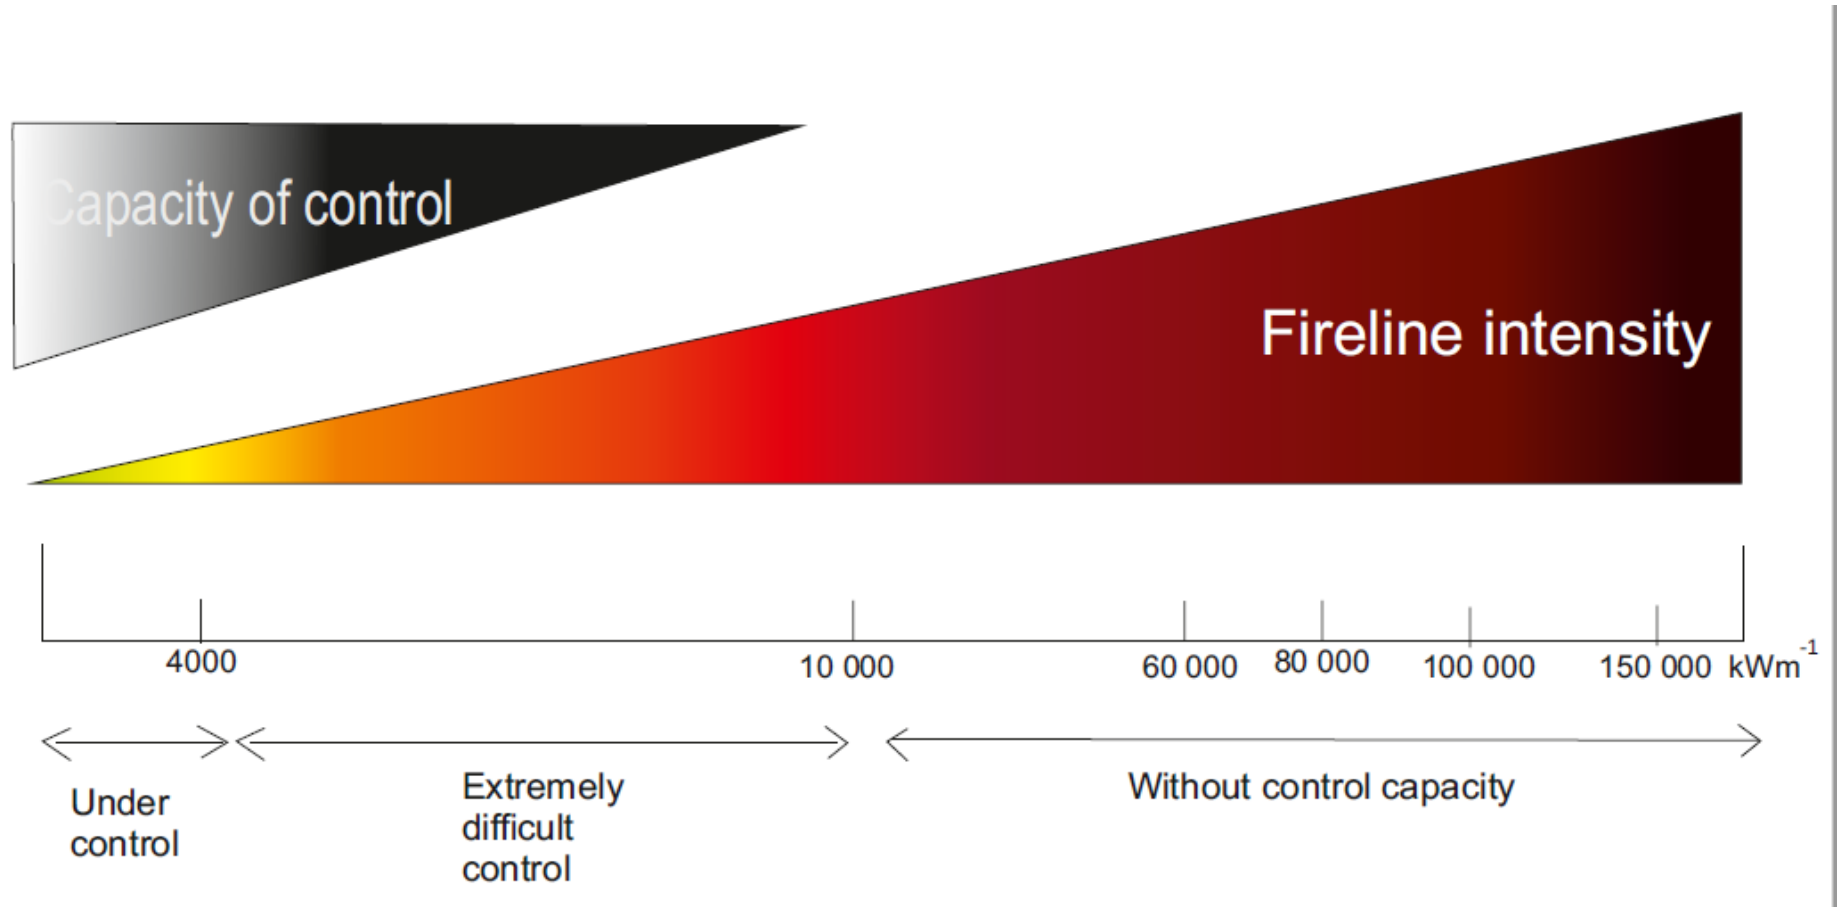 Capacity of control
Fireline intensity
4000
10 000
60 000
80 000
100 000
150 000
kWm-1
Under
control
Extremely
difficult
control
Without control capacity